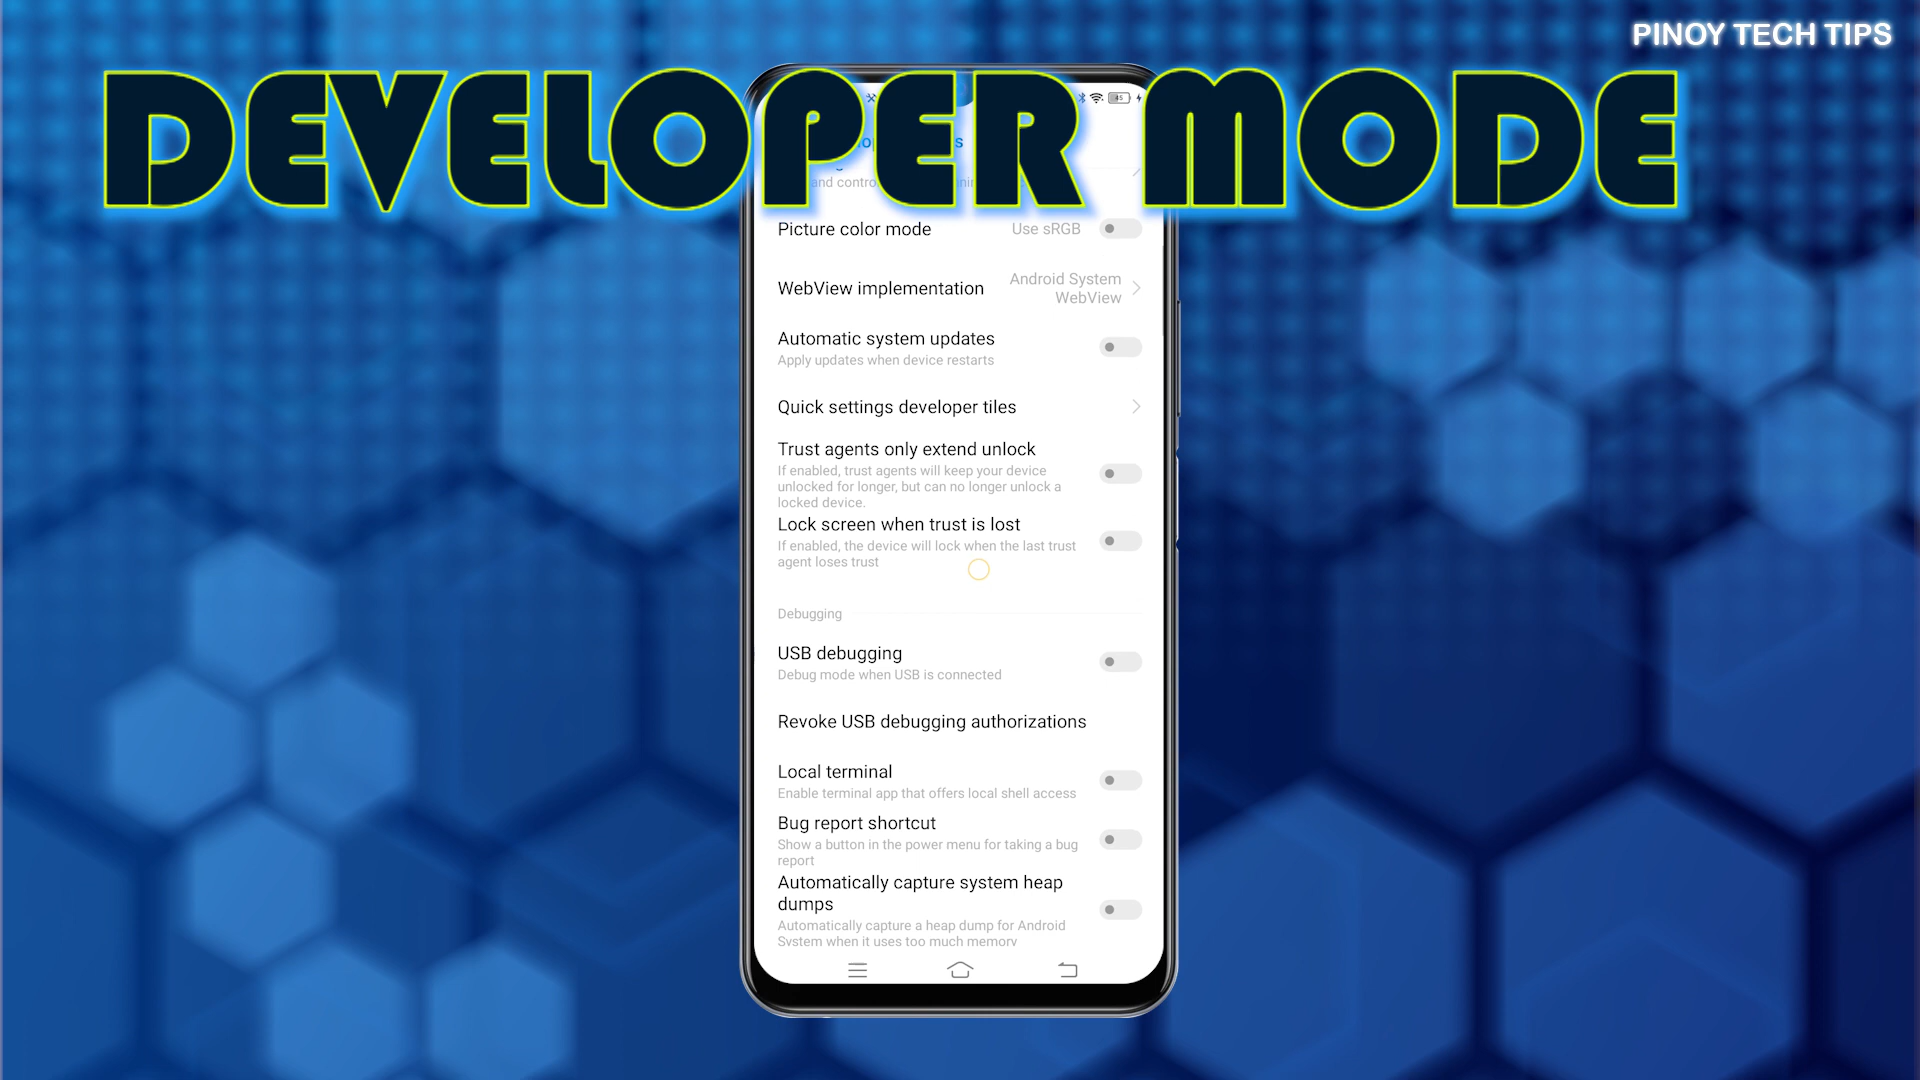 PINOY TECH TIPS
DEVELOPER MODE
and
Picture color mode
Use sRGB
WebView implementation
Android System
WebView
Automatic system updates
Apply updates when device restarts
Quick settings developer tiles
Trust agents only extend unlock
If enabled, trust agents will keep your device
unlocked for longer, but can no longer unlock a
locked device.
Lock screen when trust is lost
If enabled, the device will lock when the last trust
agent loses trust
Debugging
USB debugging
Debug mode when USB is connected
Revoke USB debugging authorizations
Local terminal
Enable terminal app that offers local shell access
Bug report shortcut
Show a button in the power menu for taking a bug
report
Automatically capture system heap
dumps
Automatically capture a heap dump for Android
System when it uses too much memory